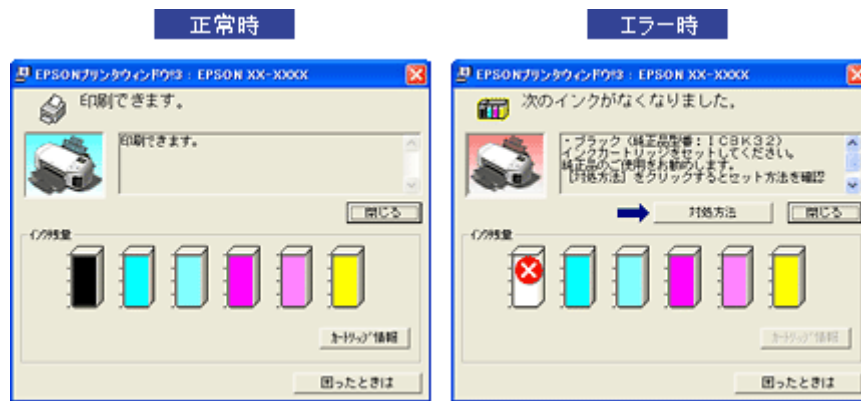 正常時
EPSONプリンタウィンドウ!3 : EPSON XX-XXXX
印刷できます。
印刷できます。
閉じる
インク残量
カートリッジ情報
困ったときは
エラー時
EPSONプリンタウィンドウ!3 : EPSON XX-XXXX
次のインクがなくなりました。
・ブラック (純正品型番：ICBK32)
インクカートリッジをセットしてください。
純正品のご使用をお勧めします。
[対処方法] をクリックするとセット方法を確認
対処方法
閉じる
インク残量
カートリッジ情報
困ったときは